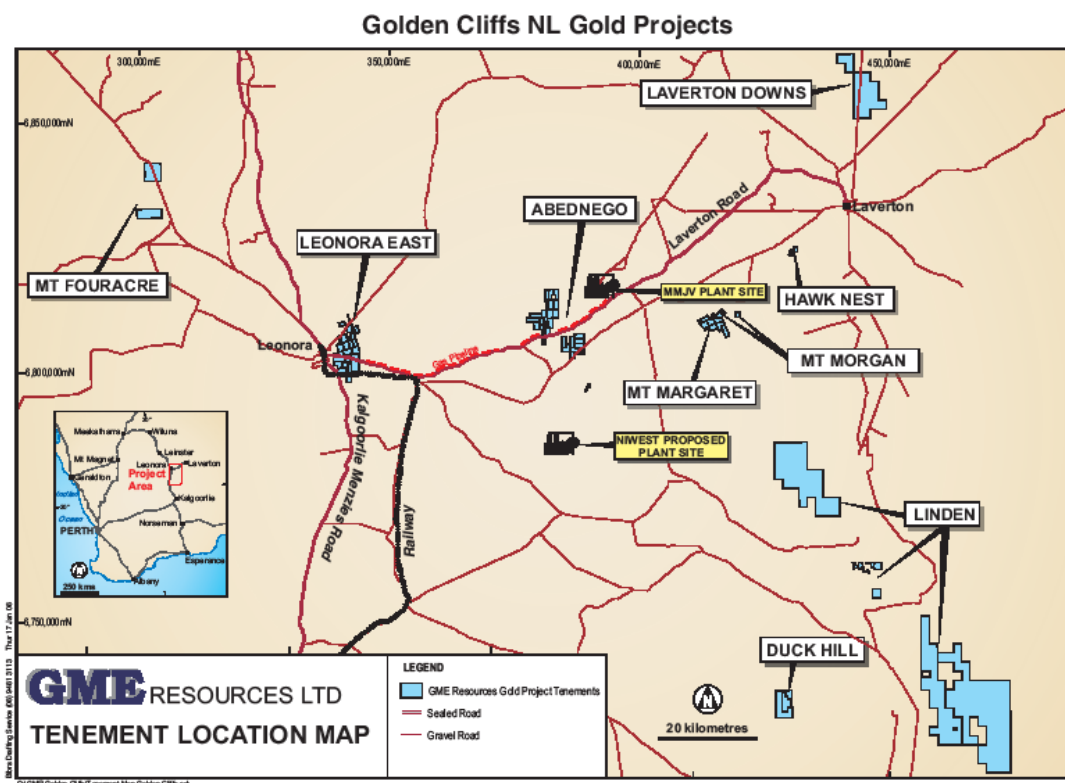 Golden Cliffs NL Gold Projects
300,000mE
350,000mE
400,000mE
450,000mE
6,850,000mN
6,800,000mN
6,750,000mN
LAVERTON DOWNS
ABEDNEGO
Laverton Road
Laverton
LEONORA EAST
MT FOURACRE
MMJV PLANT SITE
HAWK NEST
Leonora
Gas Pipeline
MT MORGAN
MT MARGARET
Kalgoorlie Menzies Road
Railway
NIWEST PROPOSED
PLANT SITE
LINDEN
DUCK HILL
Meekatharra
Wiluna
Mt Magnet
Leinster
Leonora
Laverton
Geraldton
Project
Area
Kalgoorlie
Indian
Ocean
PERTH
Norseman
Esperance
Albany
N
250 kms
GME RESOURCES LTD
TENEMENT LOCATION MAP
LEGEND
GME Resources Gold Project Tenements
Sealed Road
Gravel Road
N
20 kilometres